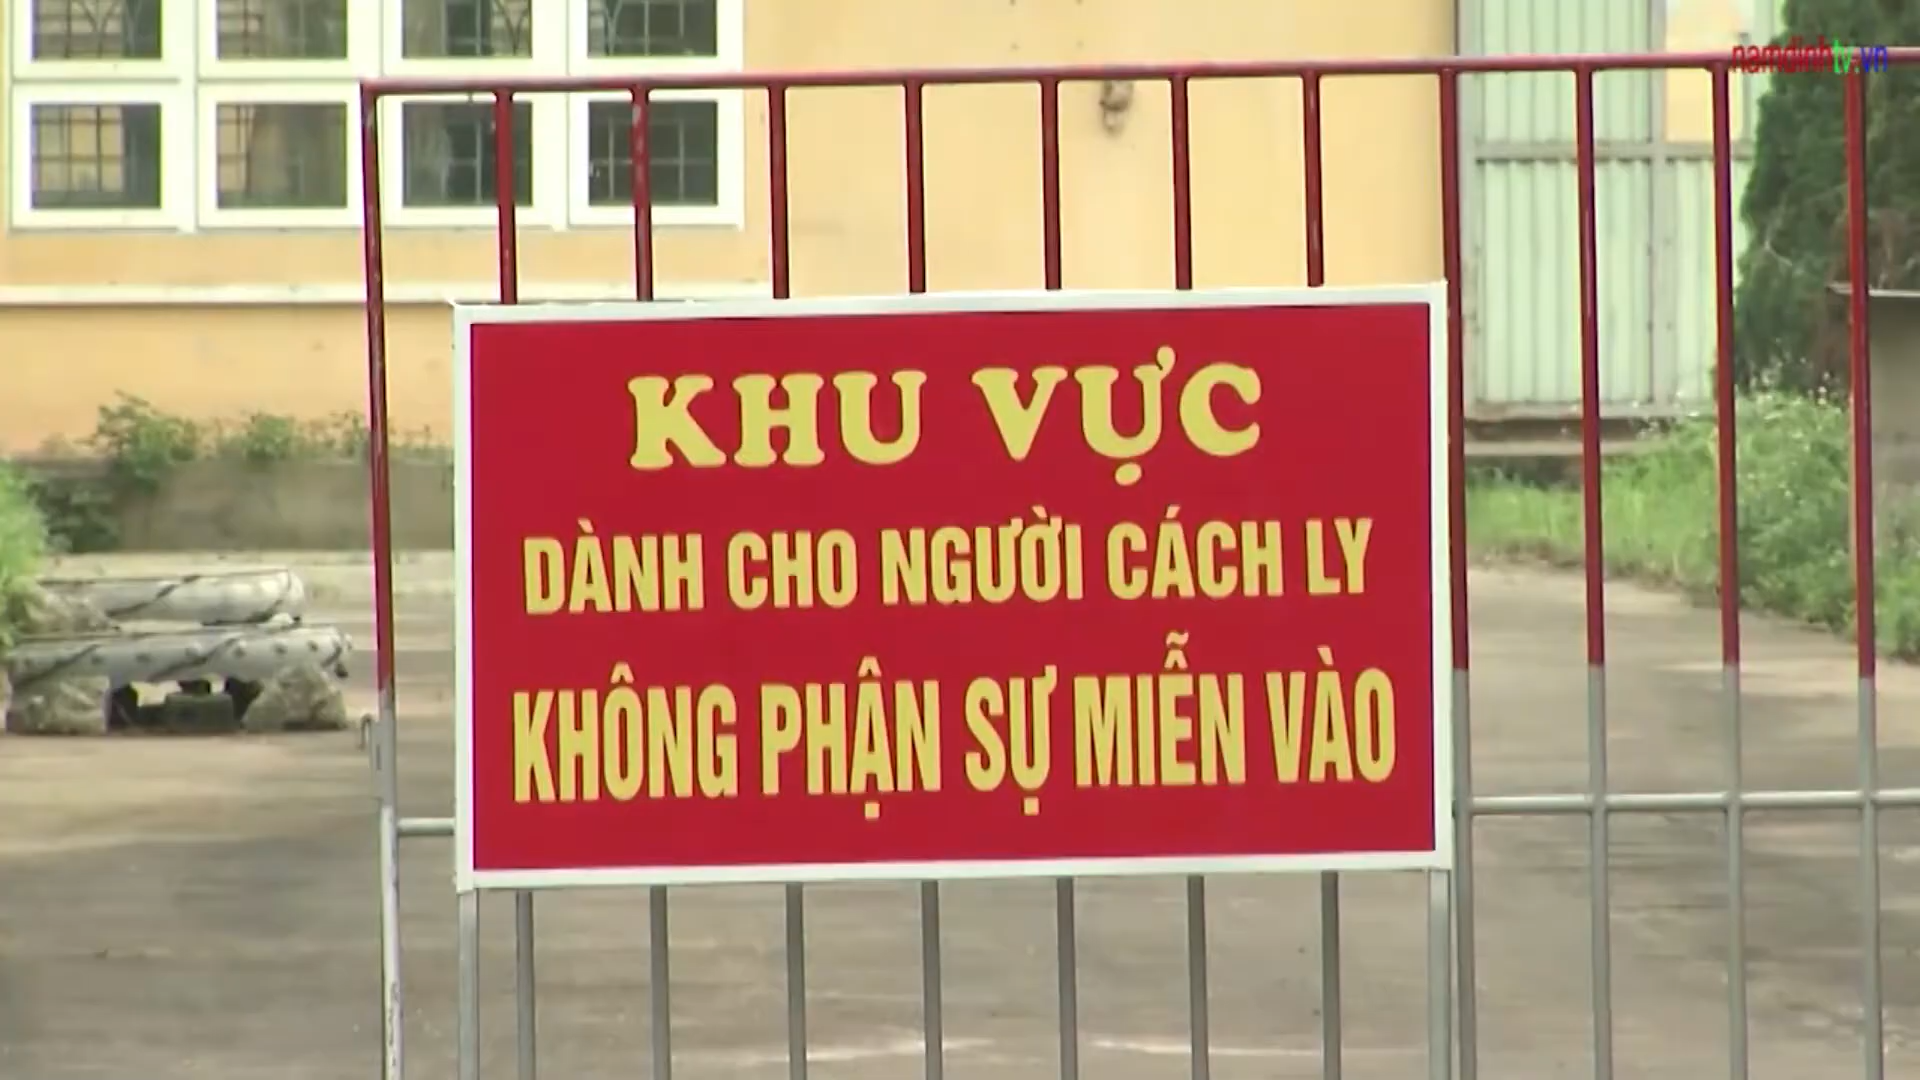 namdinhtv.vn
KHU VỰC
DÀNH CHO NGƯỜI CÁCH LY
KHÔNG PHẬN SỰ MIỄN VÀO